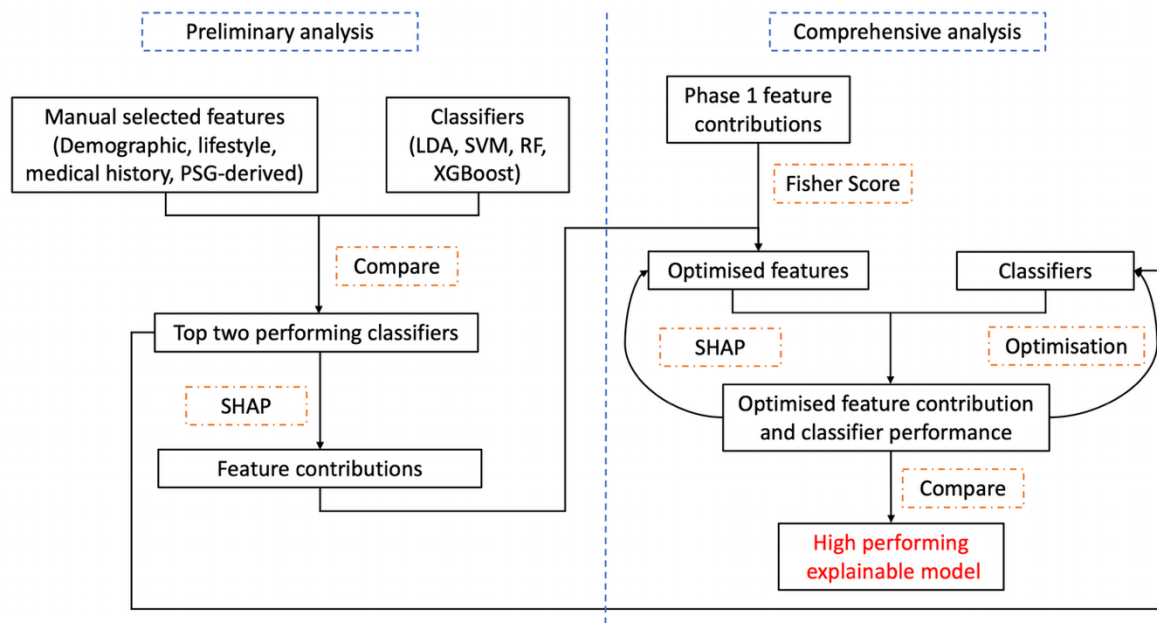 Preliminary analysis
Comprehensive analysis
Manual selected features
(Demographic, lifestyle,
medical history, PSG-derived)
Classifiers
(LDA, SVM, RF,
XGBoost)
Compare
Top two performing classifiers
SHAP
Feature contributions
Phase 1 feature
contributions
Fisher Score
Optimised features
Classifiers
SHAP
Optimisation
Optimised feature contribution
and classifier performance
Compare
High performing
explainable model